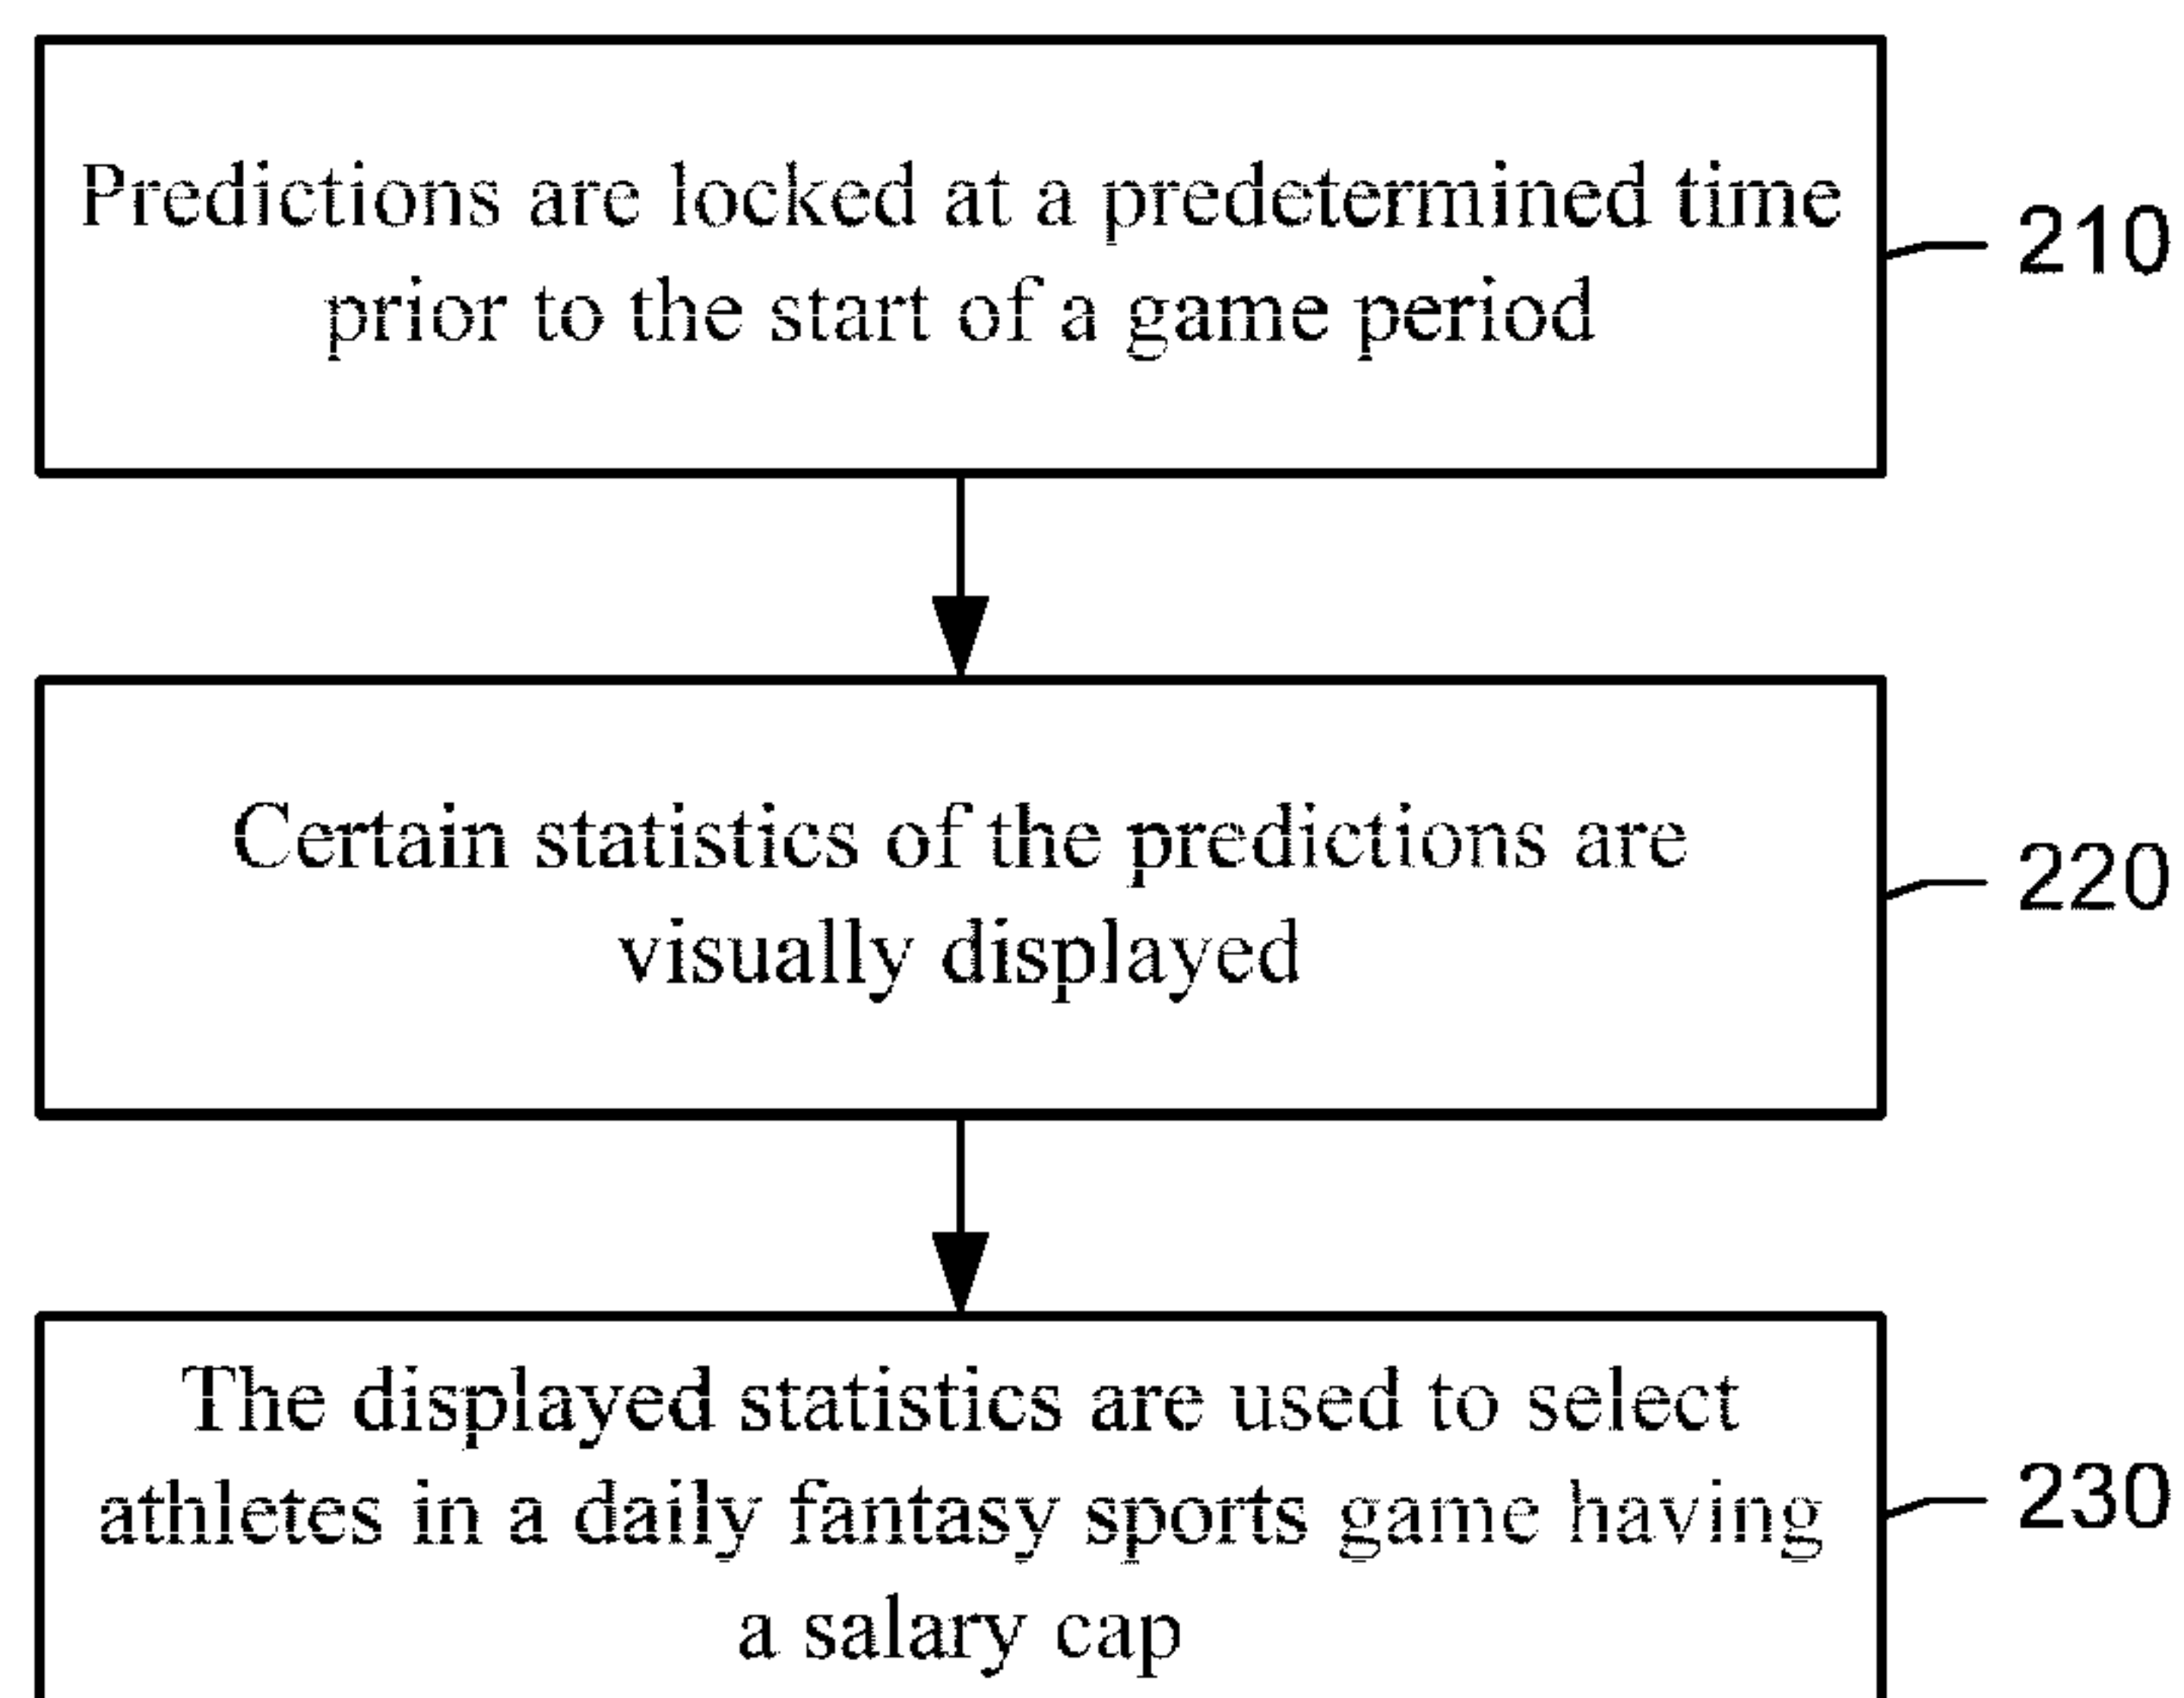 Predictions are locked at a predetermined time
prior to the start of a game period
210
Certain statistics of the predictions are
visually displayed
220
The displayed statistics are used to select
athletes in a daily fantasy sports game having
a salary cap
230